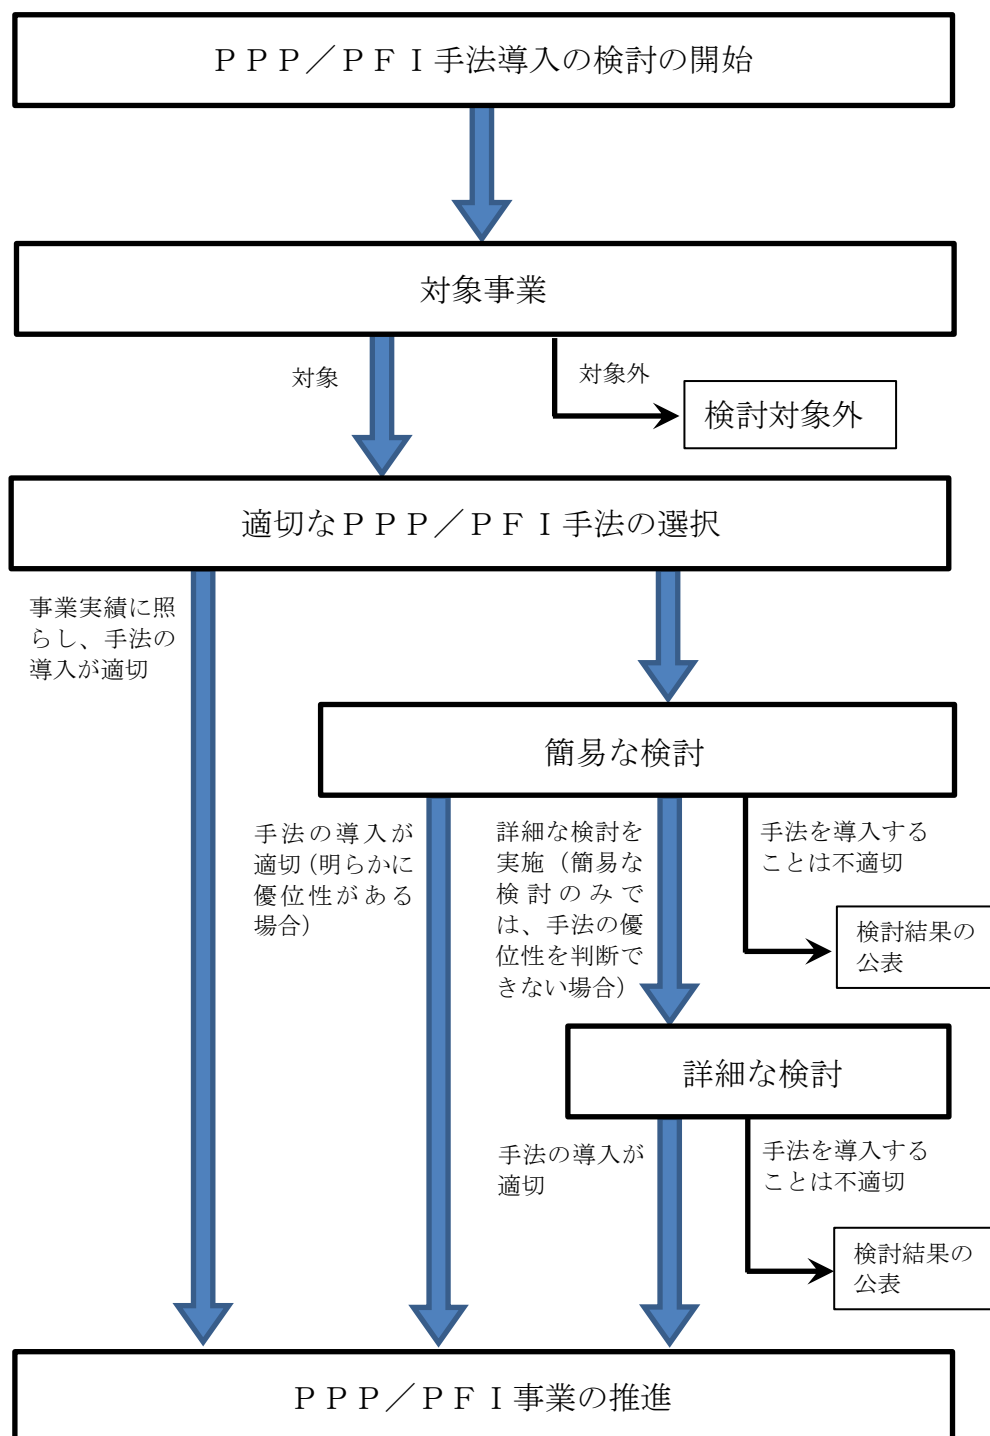 ＰＰＰ／ＰＦＩ手法導入の検討の開始
対象事業
対象
対象外
検討対象外
適切なＰＰＰ／ＰＦＩ手法の選択
事業実績に照
らし、手法の
導入が適切
簡易な検討
手法の導入が
適切（明らかに
優位性がある
場合）
詳細な検討を
実施（簡易な
検討のみで
は、手法の優
位性を判断で
きない場合）
手法を導入する
ことは不適切
検討結果の
公表
詳細な検討
手法の導入が
適切
手法を導入する
ことは不適切
検討結果の
公表
ＰＰＰ／ＰＦＩ事業の推進